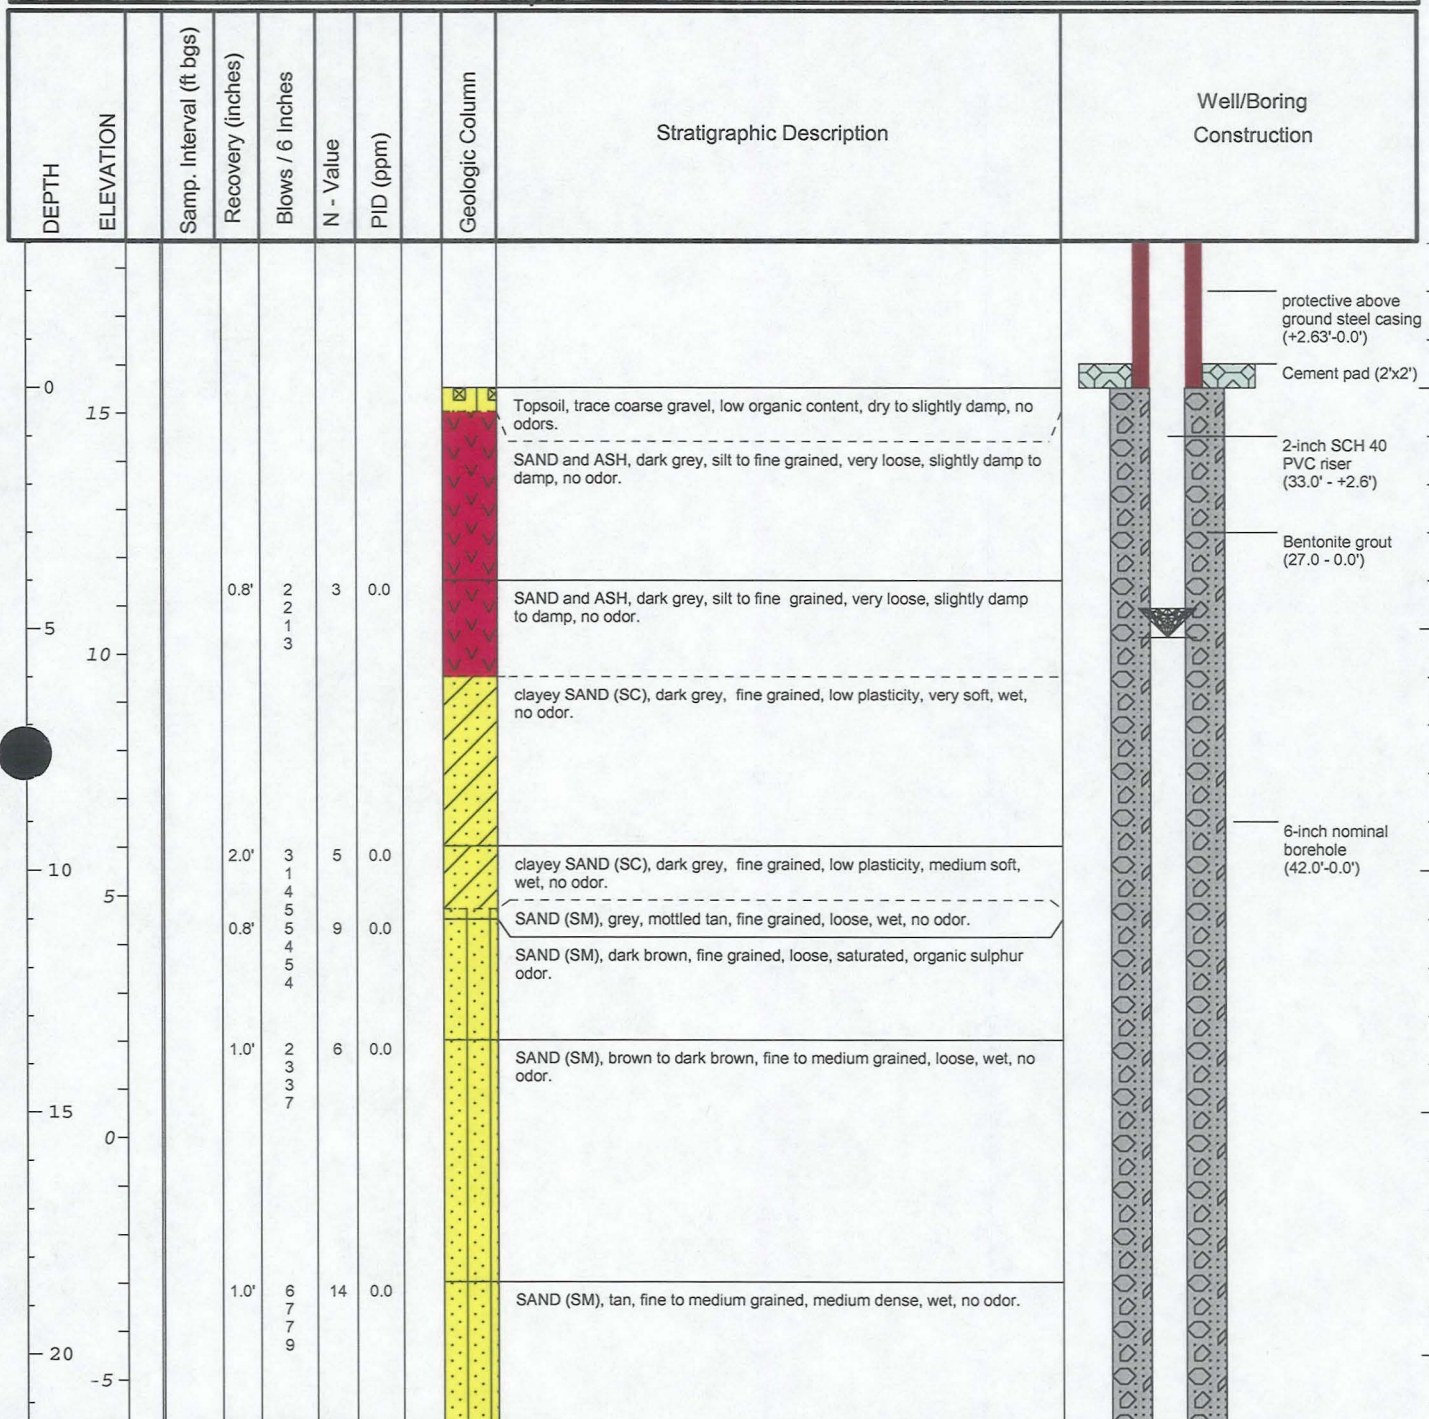 DEPTH
ELEVATION
Samp. Interval (ft bgs)
Recovery (inches)
Blows / 6 Inches
N - Value
PID (ppm)
Geologic Column
Stratigraphic Description
Well/Boring
Construction
protective above
ground steel casing
(+2.63'-0.0')
Cement pad (2'x2')
0
15
Topsoil, trace coarse gravel, low organic content, dry to slightly damp, no
odors.
2-inch SCH 40
PVC riser
(33.0' - +2.6')
SAND and ASH, dark grey, silt to fine grained, very loose, slightly damp to
damp, no odor.
Bentonite grout
(27.0 - 0.0')
0.8' 2 3 0.0
2
1
3
SAND and ASH, dark grey, silt to fine grained, very loose, slightly damp
to damp, no odor.
5
10
clayey SAND (SC), dark grey, fine grained, low plasticity, very soft, wet,
no odor.
6-inch nominal
borehole
(42.0'-0.0')
2.0' 3 5 0.0
1
4
5
clayey SAND (SC), dark grey, fine grained, low plasticity, medium soft,
wet, no odor.
10
5
SAND (SM), grey, mottled tan, fine grained, loose, wet, no odor.
0.8' 5 9 0.0
4
5
4
SAND (SM), dark brown, fine grained, loose, saturated, organic sulphur
odor.
1.0' 2 6 0.0
3
3
7
SAND (SM), brown to dark brown, fine to medium grained, loose, wet, no
odor.
15
0
1.0' 6 14 0.0
7
7
9
SAND (SM), tan, fine to medium grained, medium dense, wet, no odor.
20
-5